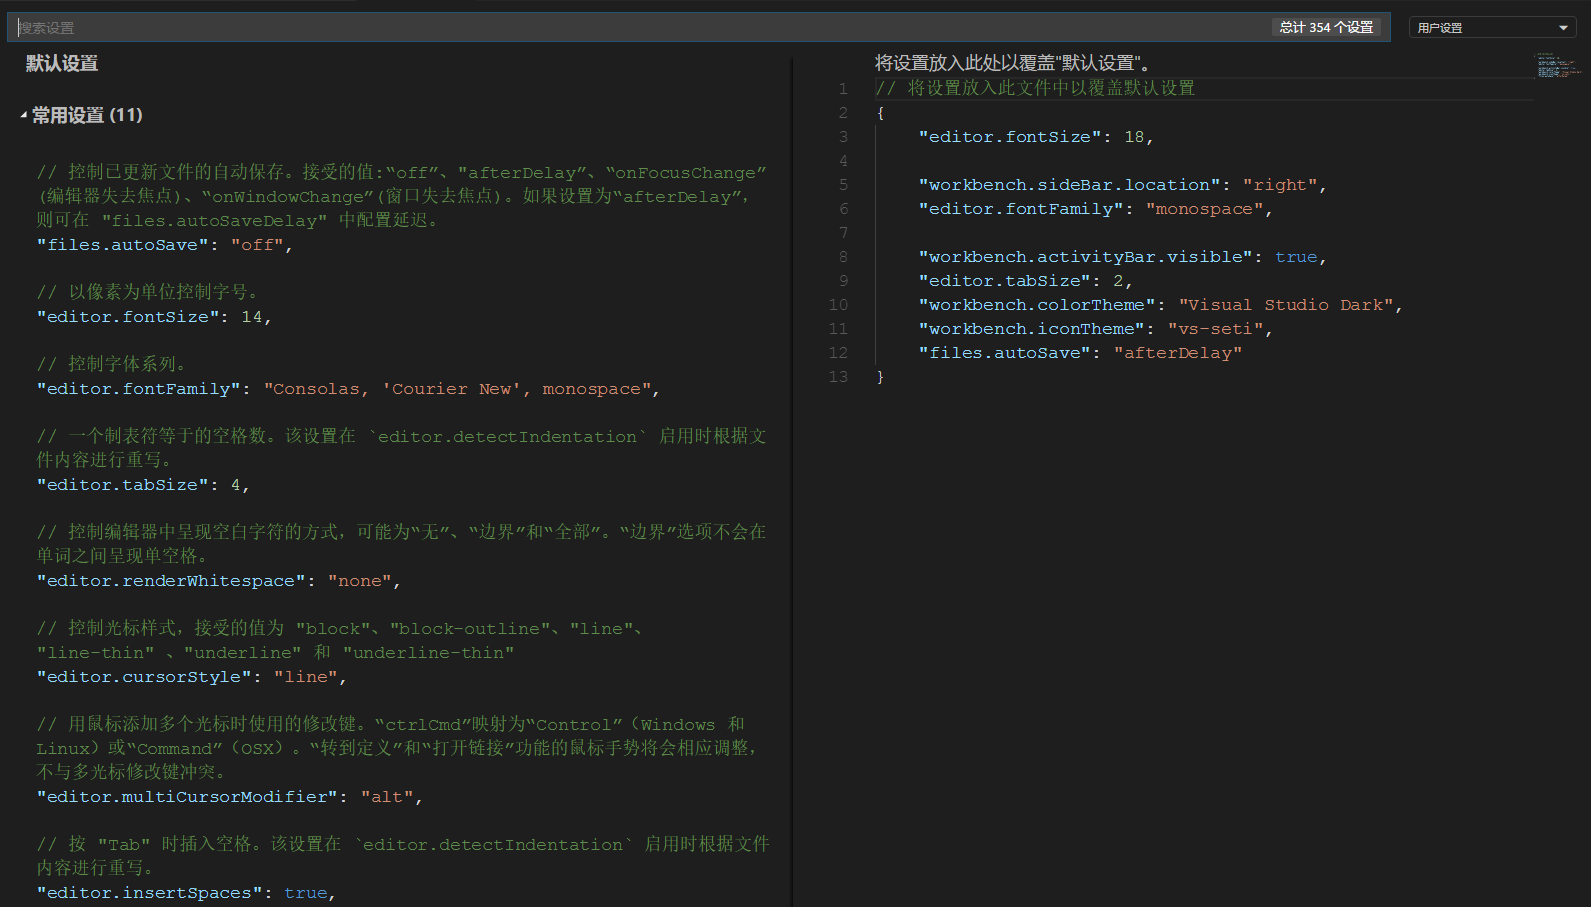 搜索设置
总计 354 个设置
用户设置
默认设置
常用设置 (11)
// 控制已更新文件的自动保存。接受的值:“off”、"afterDelay”、“onFocusChange”
(编辑器失去焦点)、“onWindowChange”(窗口失去焦点)。如果设置为“afterDelay”，
则可在 "files.autoSaveDelay" 中配置延迟。
"files.autoSave": "off",
// 以像素为单位控制字号。
"editor.fontSize": 14,
// 控制字体系列。
"editor.fontFamily": "Consolas, 'Courier New', monospace",
// 一个制表符等于的空格数。该设置在 `editor.detectIndentation` 启用时根据文
件内容进行重写。
"editor.tabSize": 4,
// 控制编辑器中呈现空白字符的方式，可能为“无”、“边界”和“全部”。“边界”选项不会在
单词之间呈现单空格。
"editor.renderWhitespace": "none",
// 控制光标样式，接受的值为 "block"、"block-outline"、"line"、
"line-thin" 、"underline" 和 "underline-thin"
"editor.cursorStyle": "line",
// 用鼠标添加多个光标时使用的修改键。“ctrlCmd”映射为“Control”（Windows 和
Linux）或“Command”（OSX）。“转到定义”和“打开链接”功能的鼠标手势将会相应调整，
不与多光标修改键冲突。
"editor.multiCursorModifier": "alt",
// 按 "Tab" 时插入空格。该设置在 `editor.detectIndentation` 启用时根据文件
内容进行重写。
"editor.insertSpaces": true,
将设置放入此处以覆盖"默认设置"。
1 // 将设置放入此文件中以覆盖默认设置
2 {
3 "editor.fontSize": 18,
4
5 "workbench.sideBar.location": "right",
6 "editor.fontFamily": "monospace",
7
8 "workbench.activityBar.visible": true,
9 "editor.tabSize": 2,
10 "workbench.colorTheme": "Visual Studio Dark",
11 "workbench.iconTheme": "vs-seti",
12 "files.autoSave": "afterDelay"
13 }